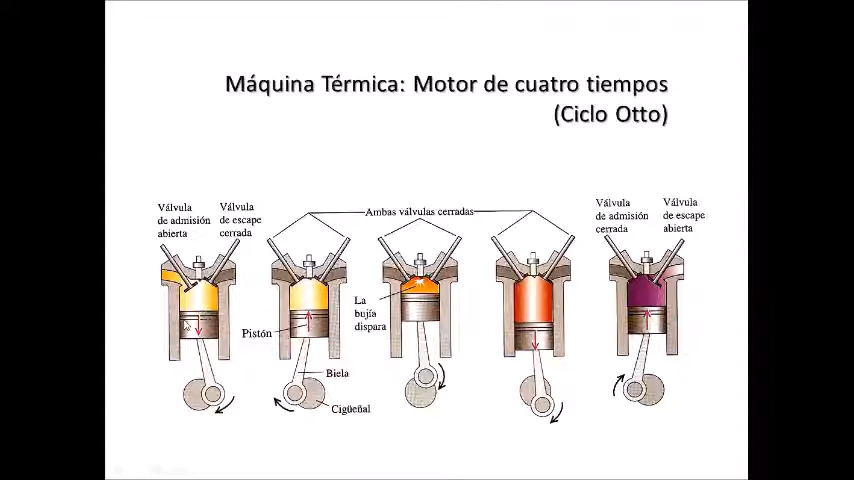 Máquina Térmica: Motor de cuatro tiempos
(Ciclo Otto)
Válvula
de admisión
abierta
Válvula
de escape
cerrada
Ambas válvulas cerradas
Válvula
de admisión
cerrada
Válvula
de escape
abierta
La
bujía
dispara
Pistón
Biela
Cigüeñal